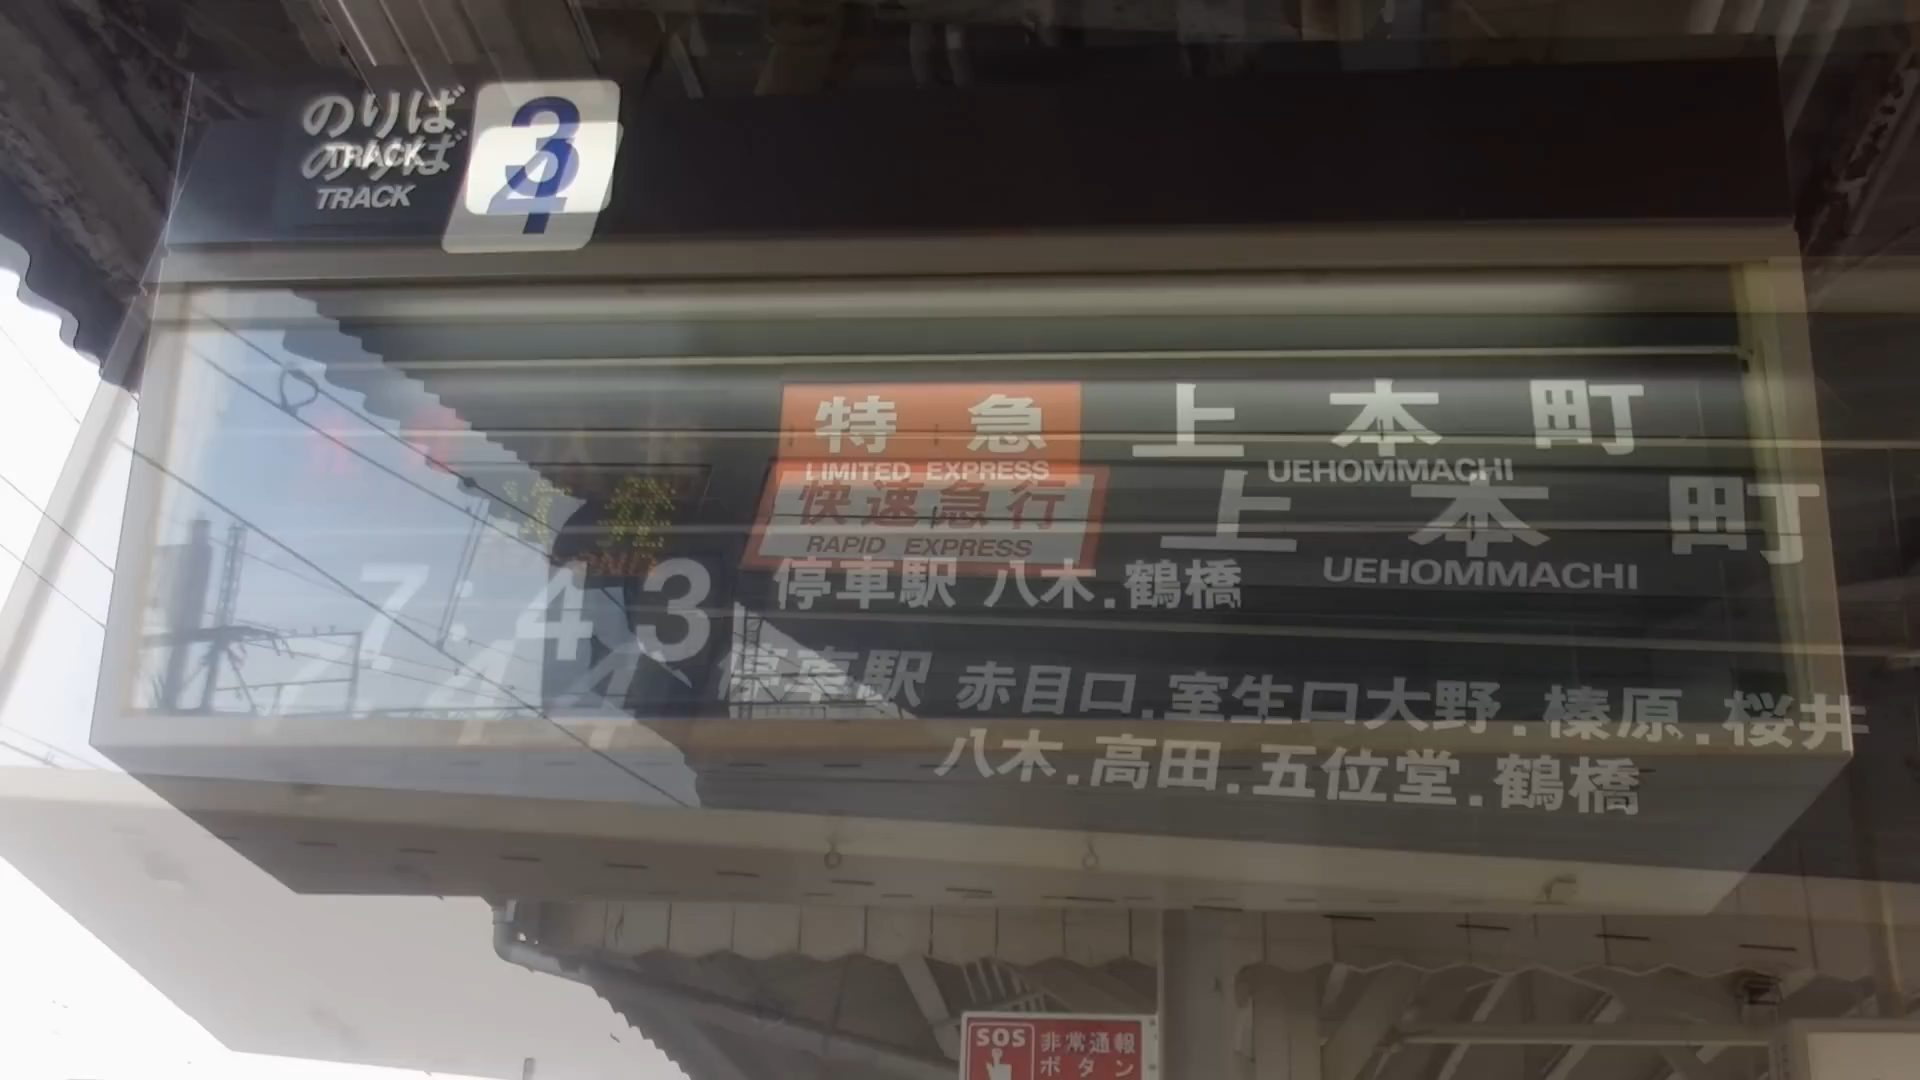 のりば 3
TRACK
のりば 4
TRACK
特急 上本町
LIMITED EXPRESS UEHOMMACHI
快速急行 上本町
RAPID EXPRESS UEHOMMACHI
7:43 停車駅 八木.鶴橋
停車駅 赤目口.室生口大野.榛原.桜井
八木.高田.五位堂.鶴橋
SOS 非常通報
ボタン